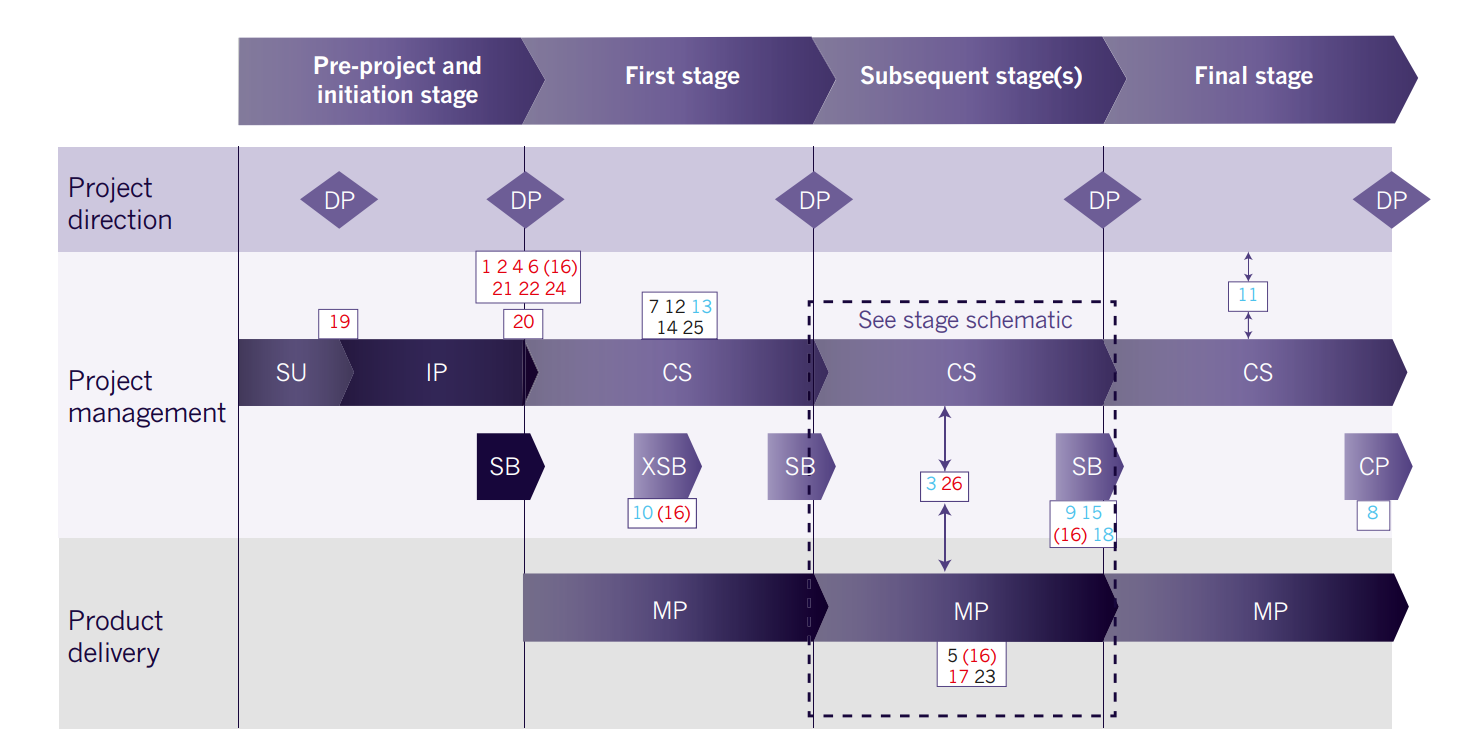 Pre-project and
initiation stage
First stage
Subsequent stage(s)
Final stage
Project
direction
DP
DP
DP
DP
DP
1 2 4 6 (16)
21 22 24
19
20
7 12 13
14 25
See stage schematic
11
Project
management
SU
IP
CS
CS
CS
SB
XSB
SB
SB
CP
10 (16)
3 26
9 15
(16) 18
8
Product
delivery
MP
MP
MP
5 (16)
17 23